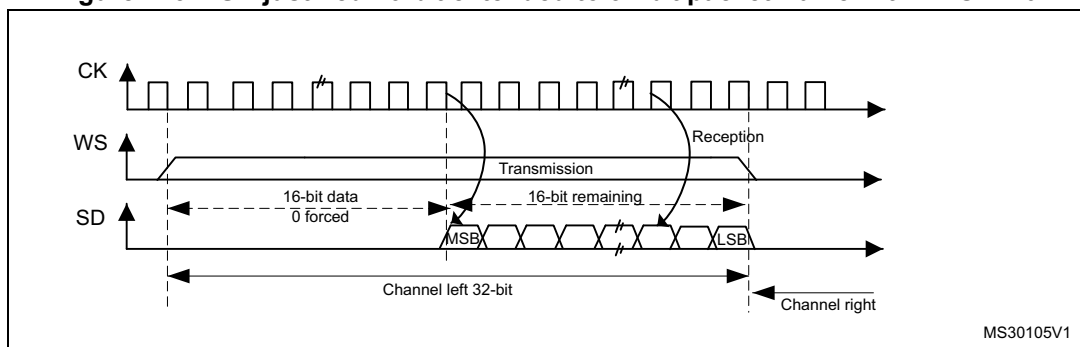 CK
Reception
WS
Transmission
16-bit data
16-bit remaining
0 forced
SD
MSB
LSB
Channel left 32-bit
Channel right
MS30105V1